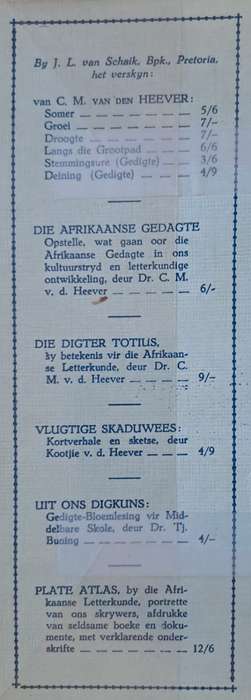 By J. L. van Schaik, Bpk., Pretoria,
het verskyn:
van C. M. VAN DEN HEEVER:
Somer — — — — — — 5/6
Groei — — — — — — 7/-
Droogte — — — — — 7/-
Langs die Grootpad — — 6/6
Stemmingsure (Gedigte) — 3/6
Deining (Gedigte) — — 4/9
DIE AFRIKAANSE GEDAGTE
Opstelle, wat gaan oor die
Afrikaanse Gedagte in ons
kultuurstryd en letterkundige
ontwikkeling, deur Dr. C. M.
v. d. Heever — — — — 6/-
DIE DIGTER TOTIUS,
sy betekenis vir die Afrikaan-
se Letterkunde, deur Dr. C.
M. v. d. Heever — — — 9/-
VLUGTIGE SKADUWEES:
Kortverhale en sketse, deur
Kootjie v. d. Heever — — — 4/9
UIT ONS DIGKUNS:
Gedigte-Bloemlesing vir Mid-
delbare Skole, deur Dr. Tj.
Buning — — — — — 4/-
PLATE ATLAS, by die Afri-
kaanse Letterkunde, portrette
van ons skrywers, afdrukke
van seldsame boeke en doku-
mente, met verklarende onder-
skrifte — — — — — 12/6